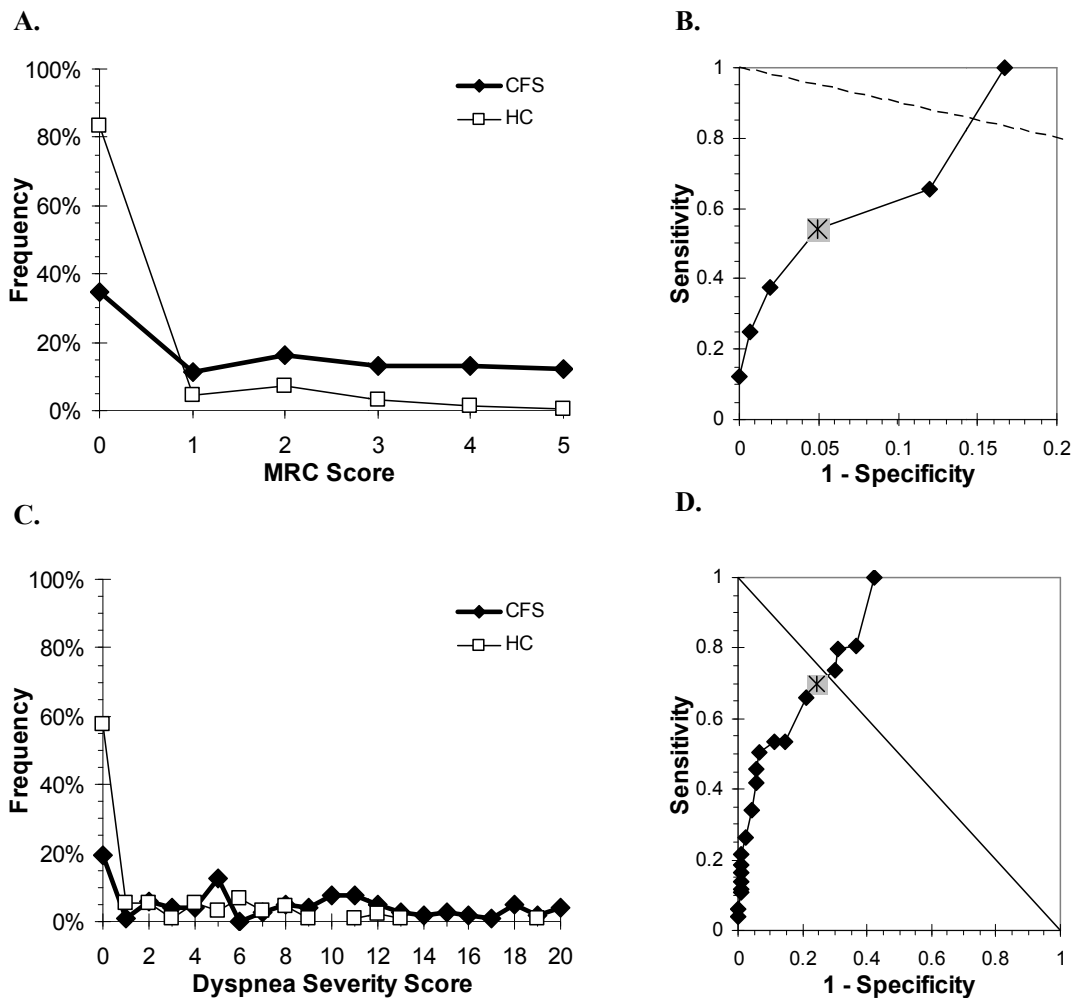 A.
B.
100%
80%
60%
40%
20%
0%
Frequency
CFS
HC
0 1 2 3 4 5
MRC Score
1
0.8
0.6
0.4
0.2
0
Sensitivity
0 0.05 0.1 0.15 0.2
1 - Specificity
C.
D.
100%
80%
60%
40%
20%
0%
Frequency
CFS
HC
0 2 4 6 8 10 12 14 16 18 20
Dyspnea Severity Score
1
0.8
0.6
0.4
0.2
0
Sensitivity
0 0.2 0.4 0.6 0.8 1
1 - Specificity